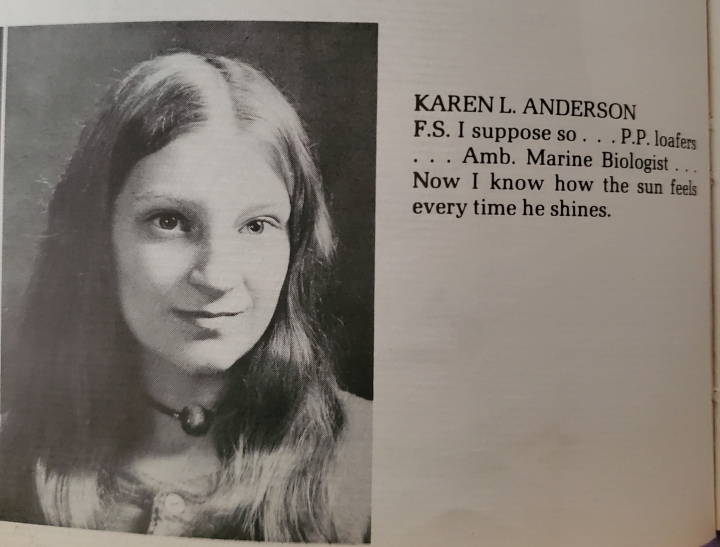 KAREN L. ANDERSON
F.S. I suppose so . . . P.P. loafers
. . . Amb. Marine Biologist . . .
Now I know how the sun feels
every time he shines.